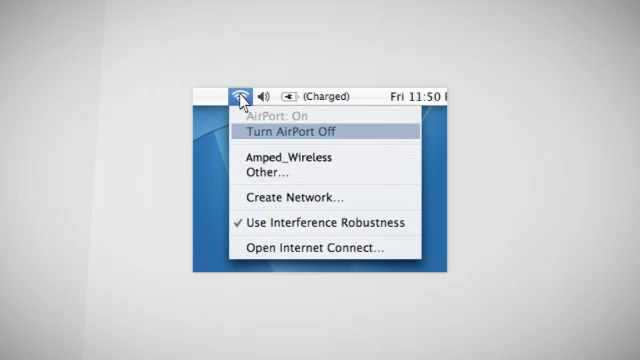 (Charged) Fri 11:50
AirPort: On
Turn AirPort Off
Amped_Wireless
Other...
Create Network...
✓ Use Interference Robustness
Open Internet Connect...